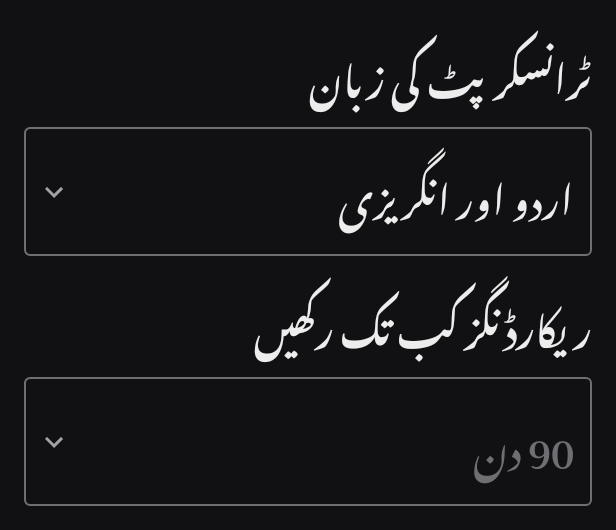 ٹرانسکرپٹ کی زبان
اردو اور انگریزی
ریکارڈنگز کب تک رکھیں
90 دن